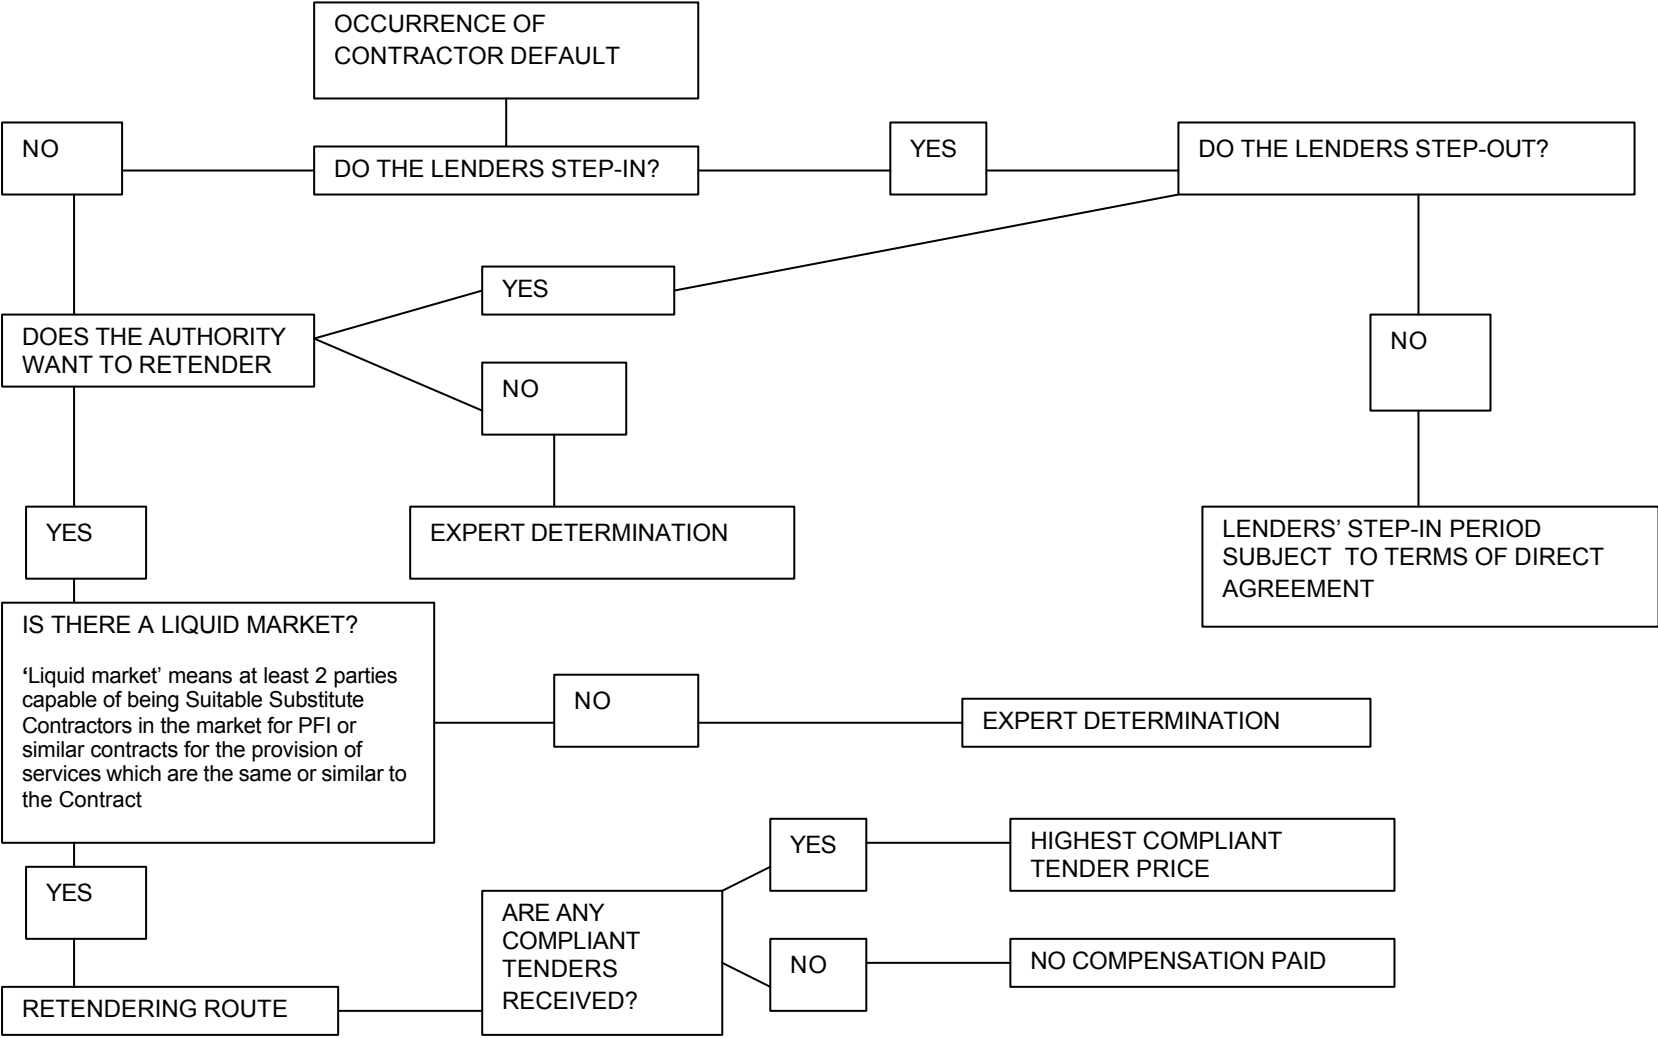 OCCURRENCE OF
CONTRACTOR DEFAULT
NO
DO THE LENDERS STEP-IN?
YES
DO THE LENDERS STEP-OUT?
YES
DOES THE AUTHORITY
WANT TO RETENDER
NO
NO
YES
EXPERT DETERMINATION
LENDERS’ STEP-IN PERIOD
SUBJECT TO TERMS OF DIRECT
AGREEMENT
IS THERE A LIQUID MARKET?
‘Liquid market’ means at least 2 parties
capable of being Suitable Substitute
Contractors in the market for PFI or
similar contracts for the provision of
services which are the same or similar to
the Contract
NO
EXPERT DETERMINATION
YES
RETENDERING ROUTE
ARE ANY
COMPLIANT
TENDERS
RECEIVED?
YES
HIGHEST COMPLIANT
TENDER PRICE
NO
NO COMPENSATION PAID